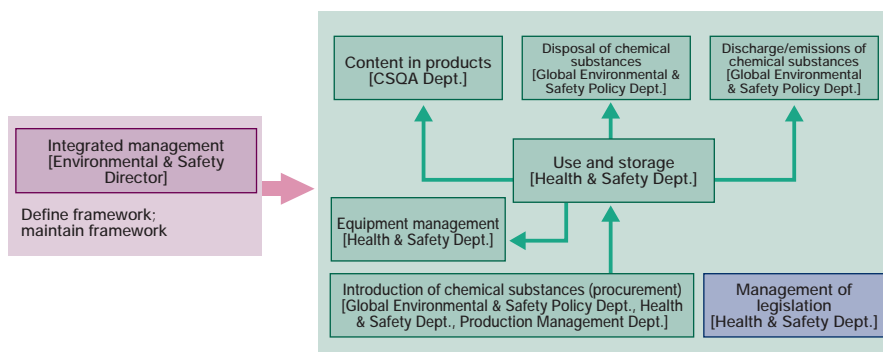 Integrated management
[Environmental & Safety
Director]
Define framework;
maintain framework
Content in products
[CSQA Dept.]
Disposal of chemical
substances
[Global Environmental &
Safety Policy Dept.]
Discharge/emissions of
chemical substances
[Global Environmental
& Safety Policy Dept.]
Use and storage
[Health & Safety Dept.]
Equipment management
[Health & Safety Dept.]
Introduction of chemical substances (procurement)
[Global Environmental & Safety Policy Dept., Health
& Safety Dept., Production Management Dept.]
Management of
legislation
[Health & Safety Dept.]